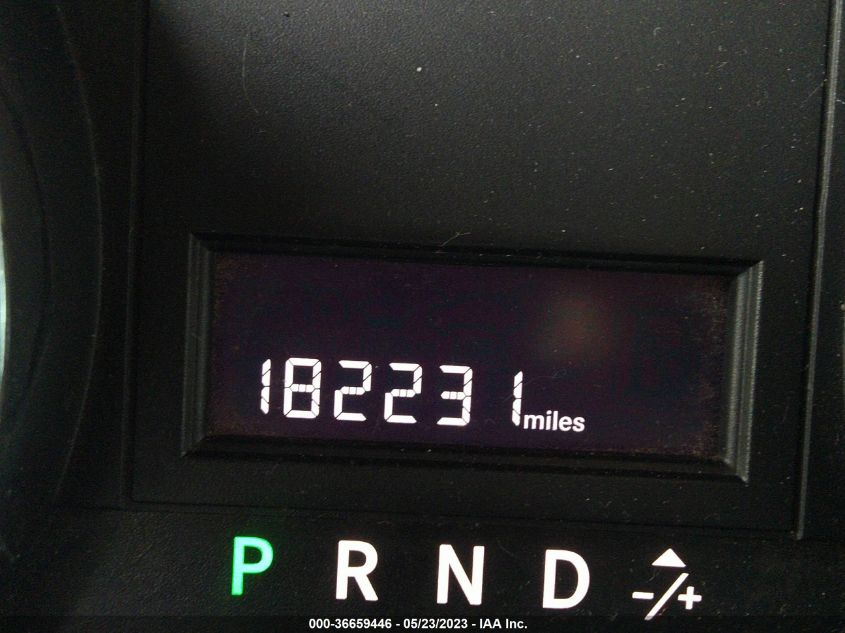 182231 miles
P R N D -/+
000-36659446 - 05/23/2023 - IAA Inc.